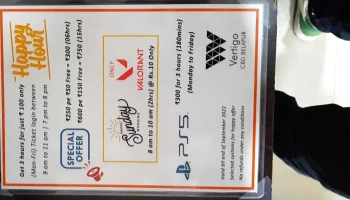 Happy
Hour
Get 3 hours for just ₹ 100 only
(Mon-Fri) Ticket login between
9 am to 11 am / 7 pm to 8 pm
SPECIAL
OFFER
₹250 pe ₹50 Free = ₹300 (6hrs)
₹600 pe ₹150 Free = ₹750 (15hrs)
Sunday
ONLY
VALORANT
8 am to 10 am (2hrs) @ Rs.50 Only
PS5
₹300 for 3 hours (180mins)
(Monday to Friday)
Vertigo
CBD BELAPUR
Valid till end of September 2022
Selected systems for happy offer
No refunds under any conditions